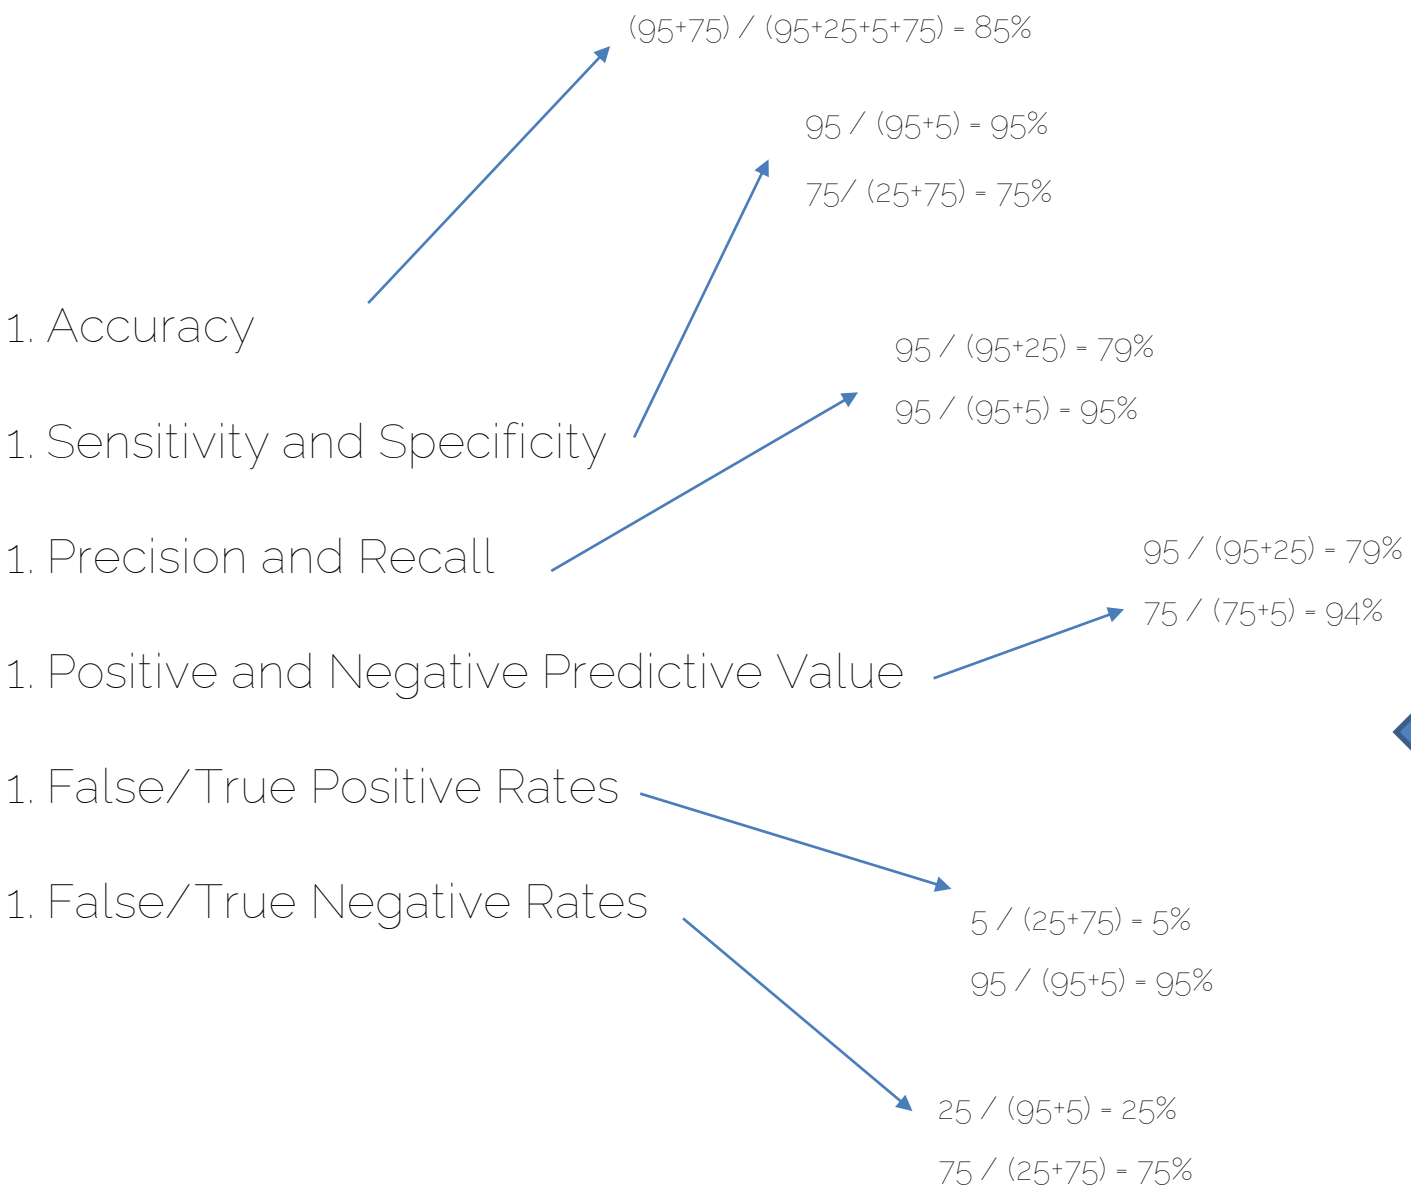 (95+75) / (95+25+5+75) = 85%
95 / (95+5) = 95%
75/ (25+75) = 75%
1. Accuracy
95 / (95+25) = 79%
95 / (95+5) = 95%
1. Sensitivity and Specificity
1. Precision and Recall
95 / (95+25) = 79%
75 / (75+5) = 94%
1. Positive and Negative Predictive Value
1. False/True Positive Rates
1. False/True Negative Rates
5 / (25+75) = 5%
95 / (95+5) = 95%
25 / (95+5) = 25%
75 / (25+75) = 75%